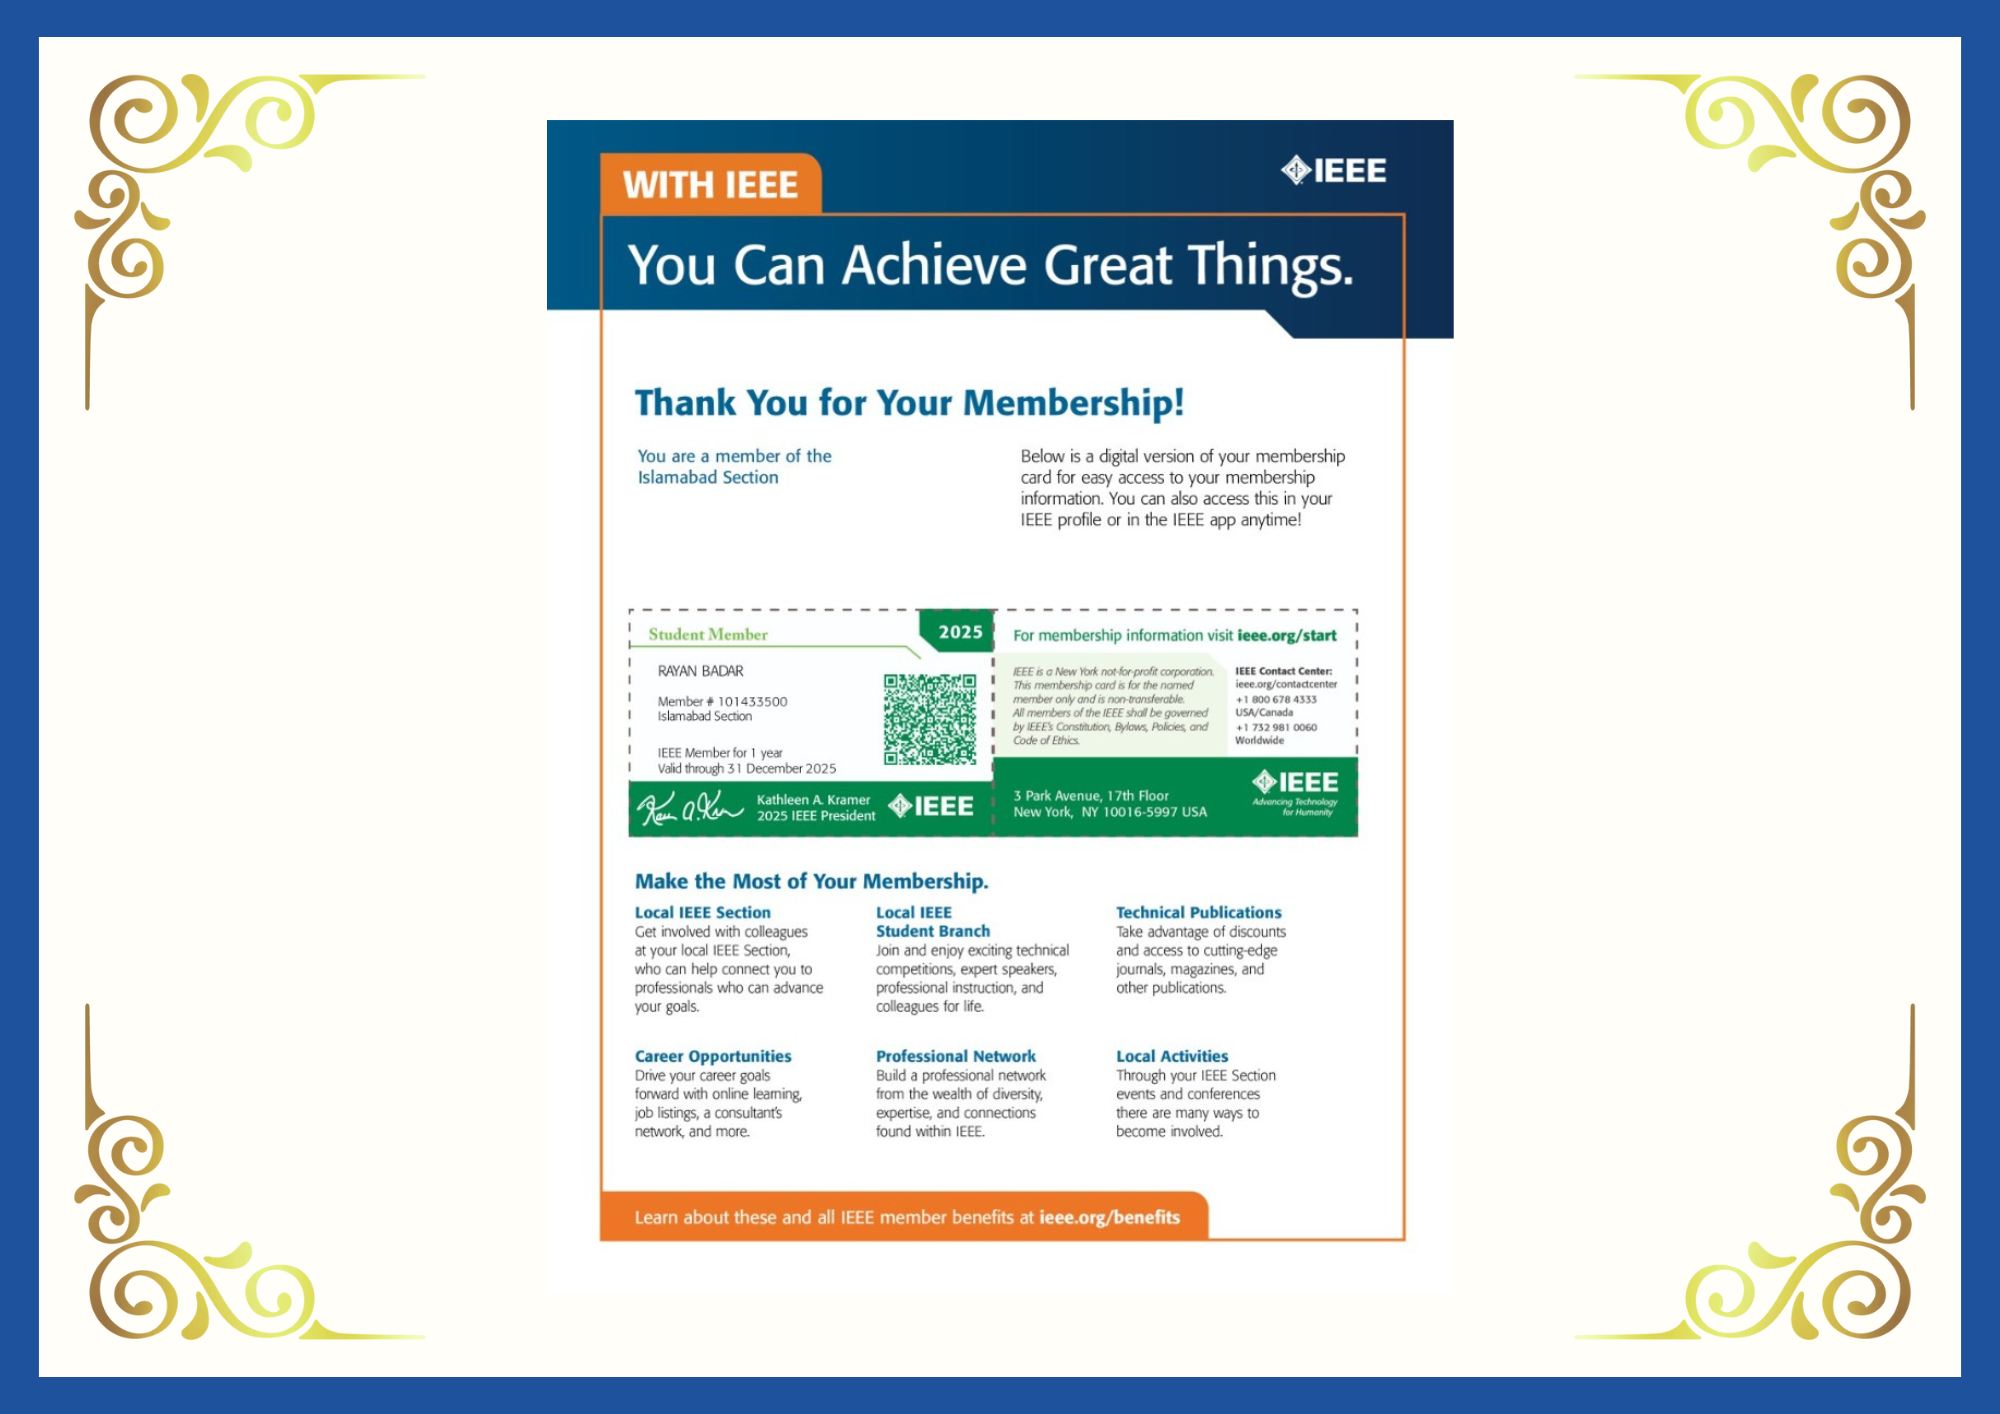 WITH IEEE
IEEE
You Can Achieve Great Things.
Thank You for Your Membership!
You are a member of the
Islamabad Section
Below is a digital version of your membership
card for easy access to your membership
information. You can also access this in your
IEEE profile or in the IEEE app anytime!
Student Member
2025
RAYAN BADAR
Member # 101433500
Islamabad Section
IEEE Member for 1 year
Valid through 31 December 2025
Kathleen A. Kramer
2025 IEEE President
IEEE
For membership information visit ieee.org/start
IEEE is a New York not-for-profit corporation.
This membership card is for the named
member only and is non-transferable.
All members of the IEEE shall be governed
by IEEE's Constitution, Bylaws, Policies, and
Code of Ethics.
IEEE Contact Center:
ieee.org/contactcenter
+1 800 678 4333
USA/Canada
+1 732 981 0060
Worldwide
3 Park Avenue, 17th Floor
New York, NY 10016-5997 USA
IEEE
Advancing Technology
for Humanity
Make the Most of Your Membership.
Local IEEE Section
Get involved with colleagues
at your local IEEE Section,
who can help connect you to
professionals who can advance
your goals.
Local IEEE
Student Branch
Join and enjoy exciting technical
competitions, expert speakers,
professional instruction, and
colleagues for life.
Technical Publications
Take advantage of discounts
and access to cutting-edge
journals, magazines, and
other publications.
Career Opportunities
Drive your career goals
forward with online learning,
job listings, a consultant's
network, and more.
Professional Network
Build a professional network
from the wealth of diversity,
expertise, and connections
found within IEEE.
Local Activities
Through your IEEE Section
events and conferences
there are many ways to
become involved.
Learn about these and all IEEE member benefits at ieee.org/benefits